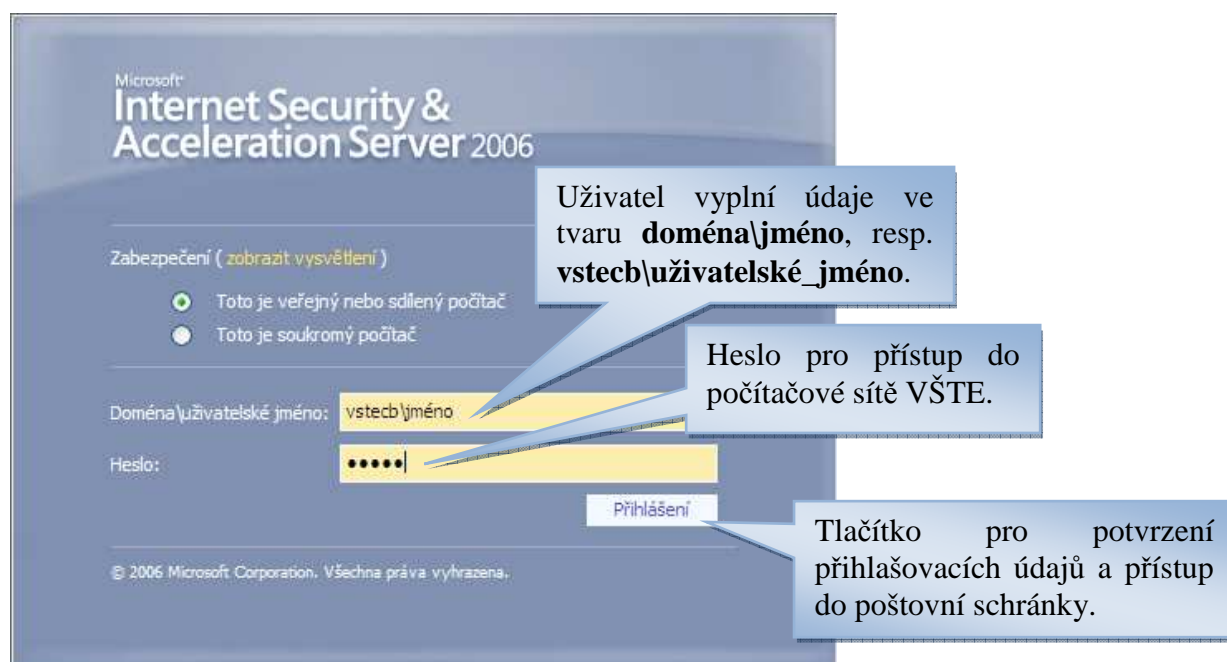 Microsoft
Internet Security &
Acceleration Server 2006
Uživatel vyplní údaje ve
tvaru doména\jméno, resp.
vstecb\uživatelské_jméno.
Zabezpečení ( zobrazit vysvětlení )
Toto je veřejný nebo sdílený počítač
Toto je soukromý počítač
Heslo pro přístup do
počítačové sítě VŠTE.
Doména\uživatelské jméno: vstecb\jméno
Heslo: •••••
Přihlášení
Tlačítko pro potvrzení
přihlašovacích údajů a přístup
do poštovní schránky.
© 2006 Microsoft Corporation. Všechna práva vyhrazena.